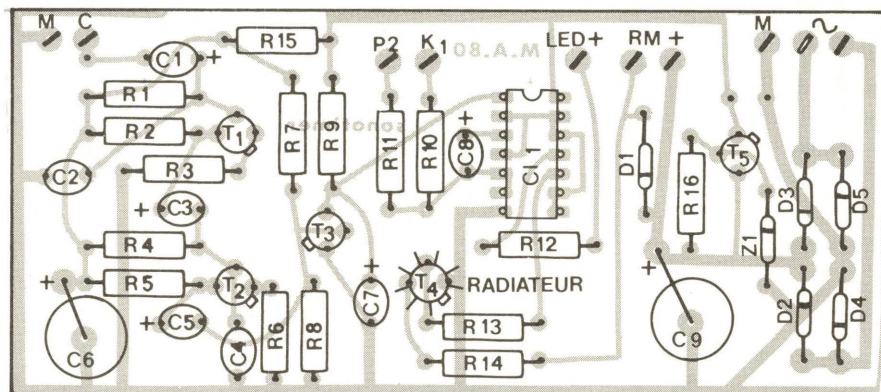 M C P2 K1 LED+ RM + M ~
M.A.80
sonotimer
R15
C1 +
R1
R2
T1
R3
C2
+ C3
R4
R5
+ C6
T2
+ C5
C4
R6
R8
R7
R9
T3
+ C7
R11
R10
+ C8
CI 1
R12
T4 RADIATEUR
R13
R14
D1
R16
T5
+ C9
Z1
D3
D5
D2
D4